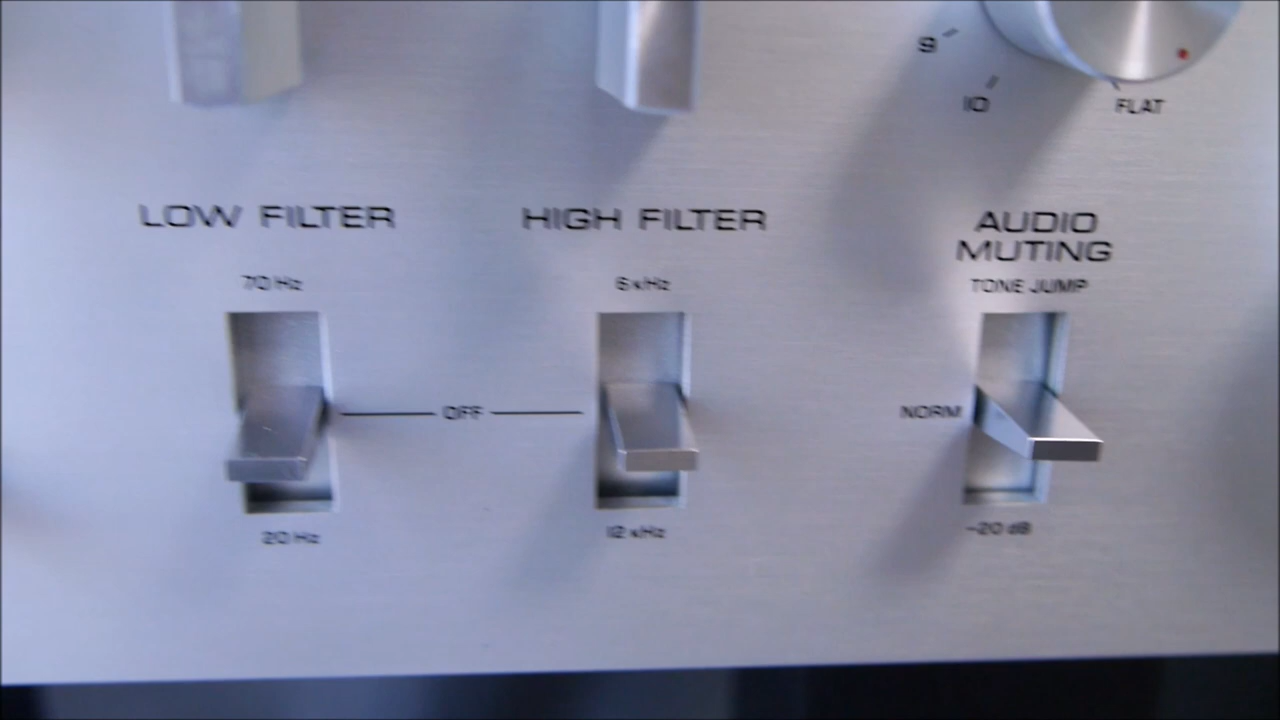 9
10
FLAT
LOW FILTER
HIGH FILTER
AUDIO
MUTING
70 Hz
6 kHz
TONE JUMP
OFF
NORM
20 Hz
12 kHz
-20 dB